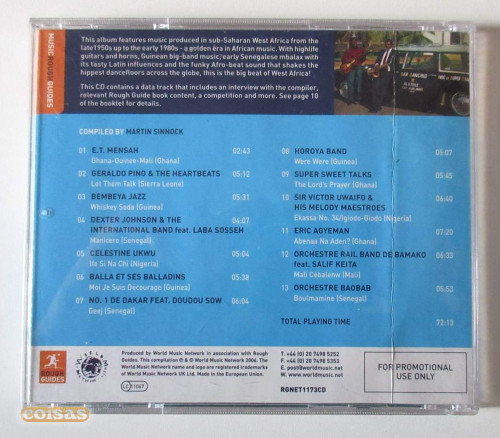 MUSIC ROUGH GUIDES
This album features music produced in sub-Saharan West Africa from the
late1950s up to the early 1980s - a golden era in African music. With highlife
guitars and horns, Guinean big-band music; early Senegalese mbalax with
its tasty Latin influences and the funky Afro-beat sound that shakes the
hippest dancefloors across the globe, this is the big beat of West Africa!
This CD contains a data track that includes an interview with the compiler,
relevant Rough Guide book content, a competition and more. See page 10
of the booklet for details.
COMPILED BY MARTIN SINNOCK
01 E.T. MENSAH
Ghana-Guinee-Mali (Ghana) 02:43
02 GERALDO PINO & THE HEARTBEATS 05:12
Let Them Talk (Sierra Leone)
03 BEMBEYA JAZZ 05:31
Whiskey Soda (Guinea)
04 DEXTER JOHNSON & THE 04:07
INTERNATIONAL BAND feat. LABA SOSSEH
Manicero (Senegal)
05 CELESTINE UKWU 05:04
Ile Si Na Chi (Nigeria)
06 BALLA ET SES BALLADINS 05:38
Moi Je Suis Découragé (Guinea)
07 NO. 1 DE DAKAR FEAT. DOUDOU SOW 06:04
Geej (Senegal)
08 HOROYA BAND 05:07
Were Were (Guinea)
09 SUPER SWEET TALKS 05:45
The Lord's Prayer (Ghana)
10 SIR VICTOR UWAIFO & 06:40
HIS MELODY MAESTROES
Ekassa No. 34/Igiodo-Giodo (Nigeria)
11 ERIC AGYEMAN 07:20
Abenaa Na Aden? (Ghana)
12 ORCHESTRE RAIL BAND DE BAMAKO 06:33
feat. SALIF KEITA
Mali Cébalemw (Mali)
13 ORCHESTRE BAOBAB 05:53
Boulmamine (Senegal)
TOTAL PLAYING TIME 72:13
ROUGH
GUIDES
LC 11067
Produced by World Music Network in association with Rough
Guides. This compilation ℗ & © World Music Network 2006. The
World Music Network name and logo are registered trademarks
of World Music Network UK Ltd. Made in the European Union.
T. +44 (0) 20 7498 5252
F. +44 (0) 20 7498 5353
E. post@worldmusic.net
W. www.worldmusic.net
RGNET1173CD
FOR PROMOTIONAL
USE ONLY
coisas